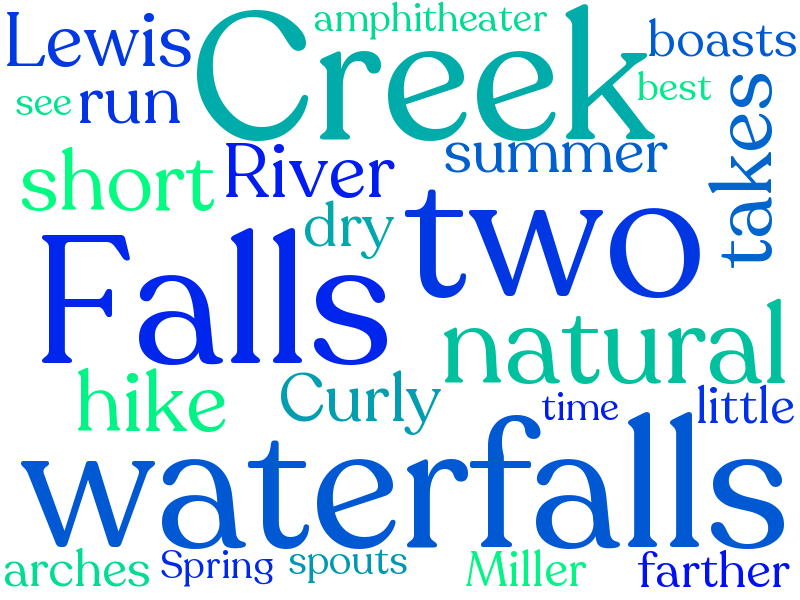 Lewis
Creek
amphitheater
boasts
see
run
best
takes
short
River
summer
dry
two
Falls
natural
hike
Curly
time
little
waterfalls
arches
Spring
spouts
Miller
farther